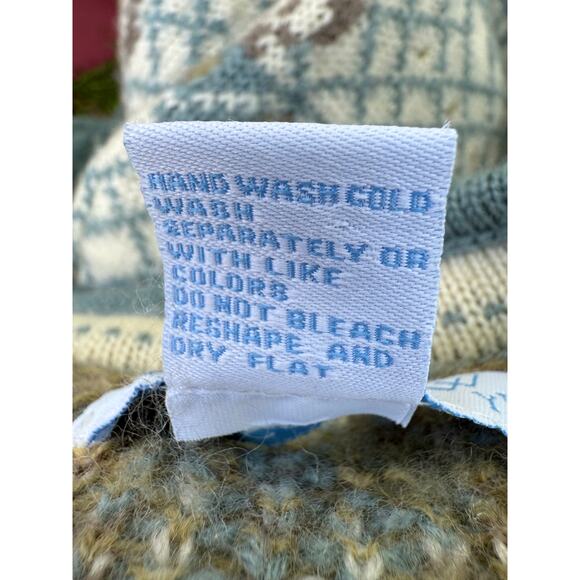 HAND WASH COLD
WASH
SEPARATELY OR
WITH LIKE
COLORS
DO NOT BLEACH
RESHAPE AND
DRY FLAT